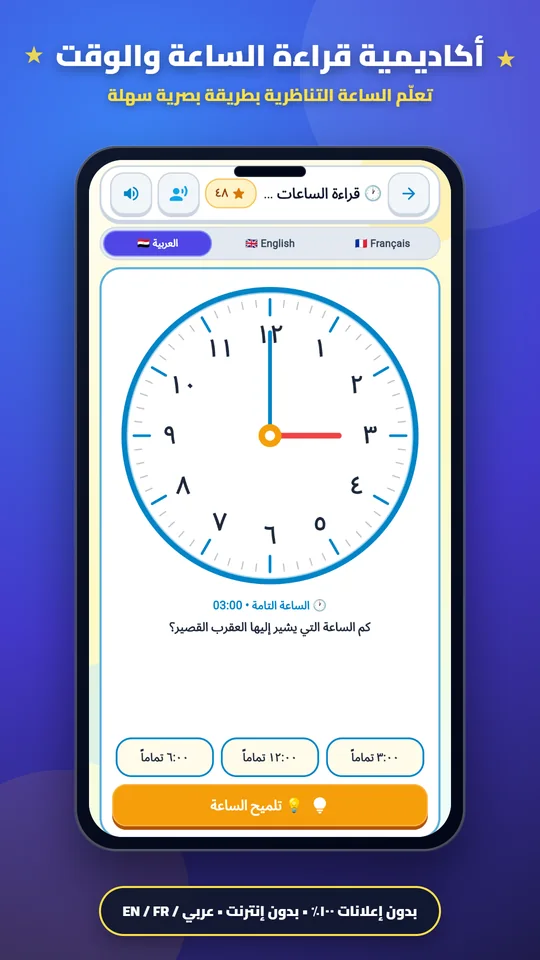 أكاديمية قراءة الساعة والوقت
تعلّم الساعة التناظرية بطريقة بصرية سهلة
🕐 قراءة الساعات ...
٤٨
العربية 🇪🇬
🇬🇧 English
🇫🇷 Français
١٢
١
٢
٣
٤
٥
٦
٧
٨
٩
١٠
١١
🕐 الساعة التامة • 03:00
كم الساعة التي يشير إليها العقرب القصير؟
٣:٠٠ تماماً
١٢:٠٠ تماماً
٦:٠٠ تماماً
💡 تلميح الساعة
بدون إعلانات ١٠٠٪ • بدون إنترنت • عربي / EN / FR